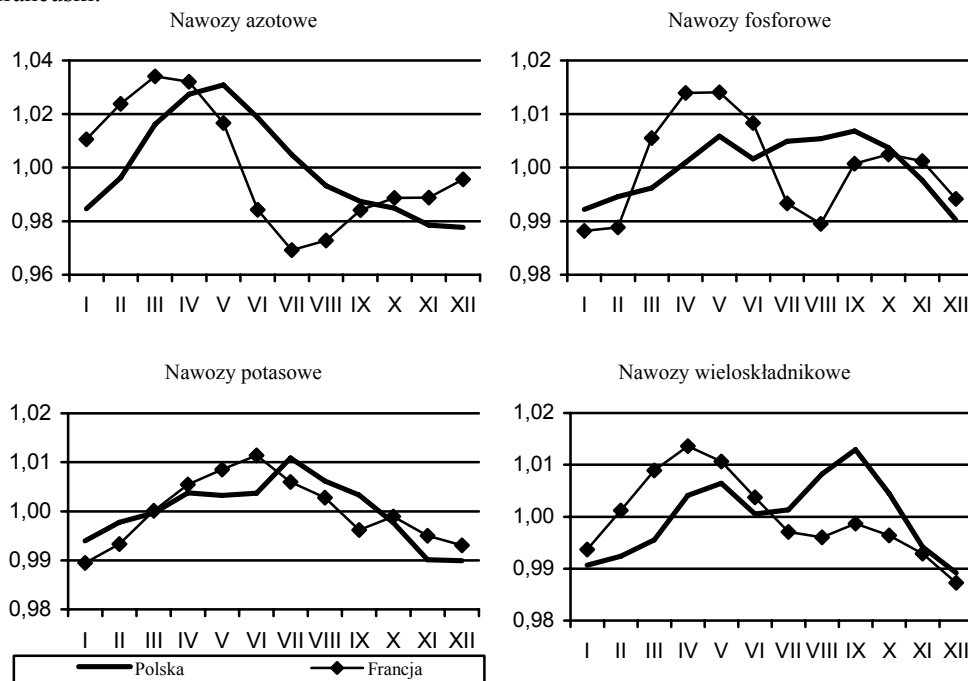 Nawozy azotowe
1,04
1,02
1,00
0,98
0,96
I II III IV V VI VII VIII IX X XI XII
Nawozy fosforowe
1,02
1,01
1,00
0,99
0,98
I II III IV V VI VII VIII IX X XI XII
Nawozy potasowe
1,02
1,01
1,00
0,99
0,98
I II III IV V VI VII VIII IX X XI XII
Nawozy wieloskładnikowe
1,02
1,01
1,00
0,99
0,98
I II III IV V VI VII VIII IX X XI XII
Polska Francja